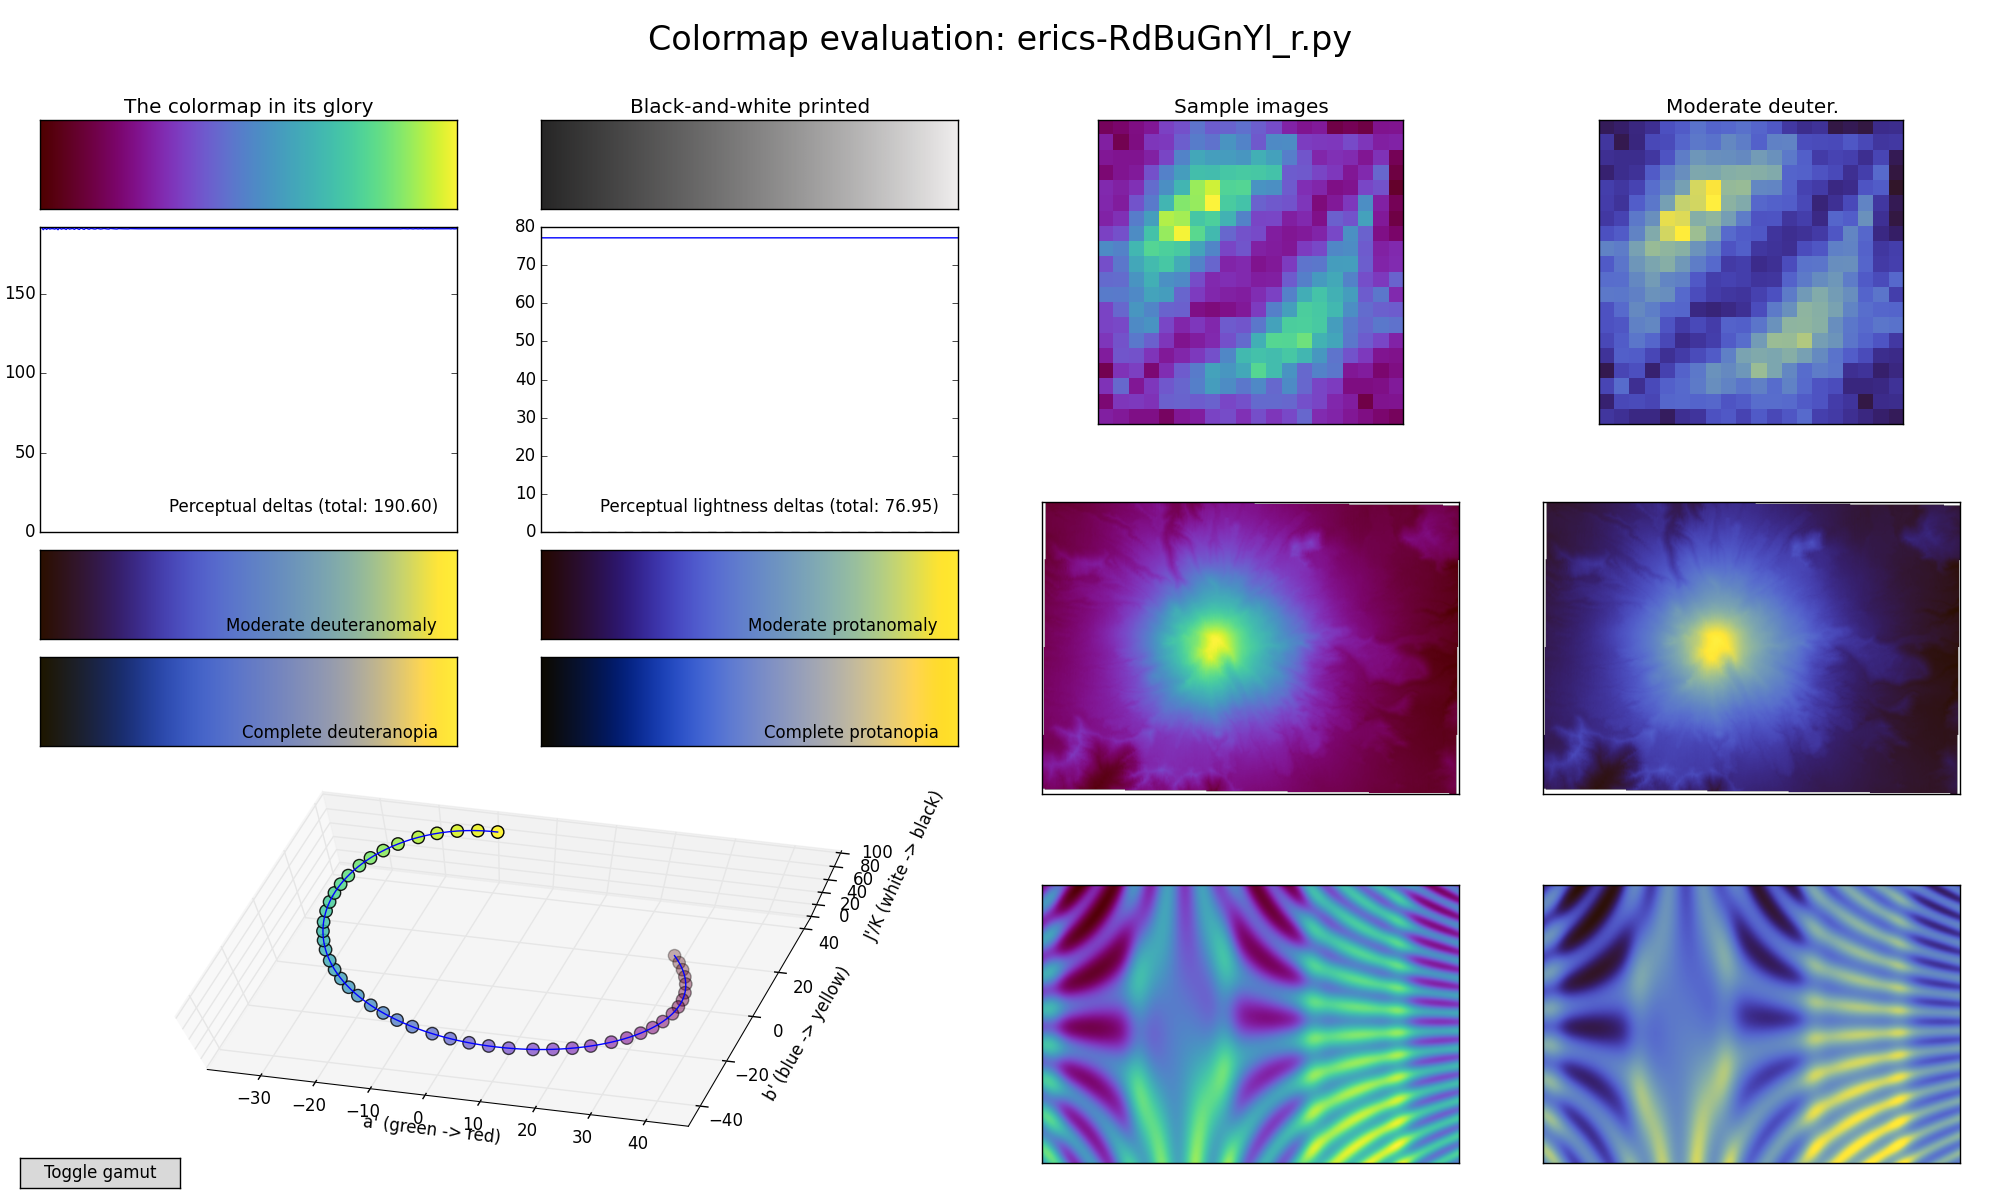 Colormap evaluation: erics-RdBuGnYl_r.py
The colormap in its glory
Black-and-white printed
Sample images
Moderate deuter.
150
100
50
0
Perceptual deltas (total: 190.60)
80
70
60
50
40
30
20
10
0
Perceptual lightness deltas (total: 76.95)
Moderate deuteranomaly
Moderate protanomaly
Complete deuteranopia
Complete protanopia
100
80
60
40
20
0
J'/K (white -> black)
40
20
0
−20
−40
b' (blue -> yellow)
−30
−20
−10
0
10
20
30
40
a' (green -> red)
Toggle gamut